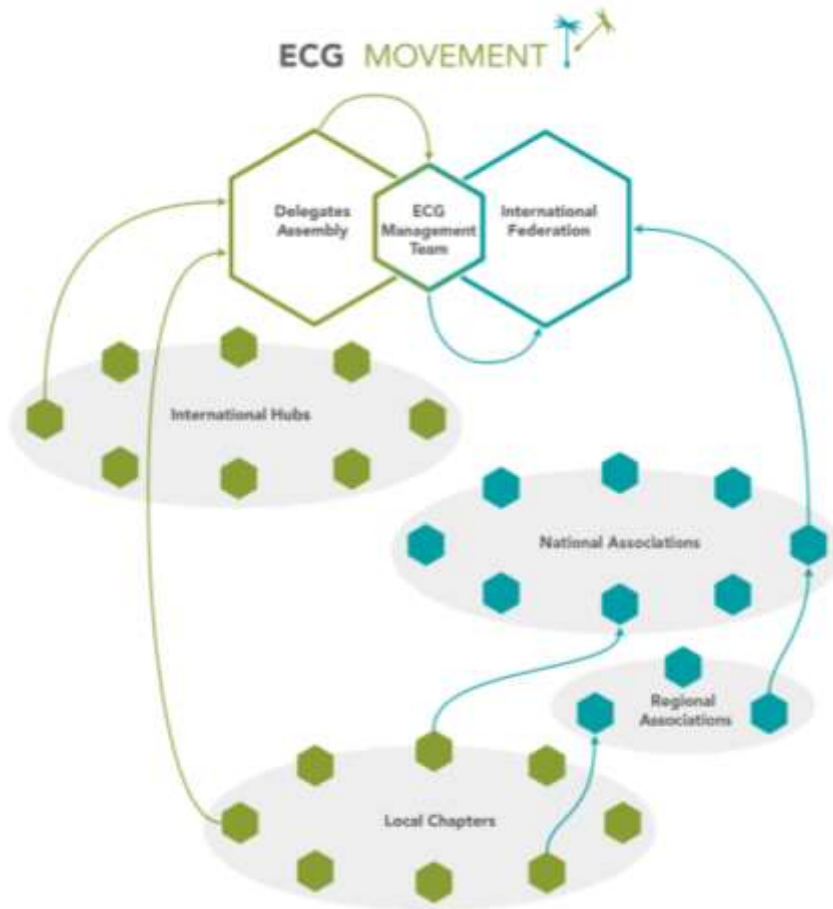 ECG MOVEMENT
Delegates
Assembly
ECG
Management
Team
International
Federation
International Hubs
National Associations
Regional
Associations
Local Chapters